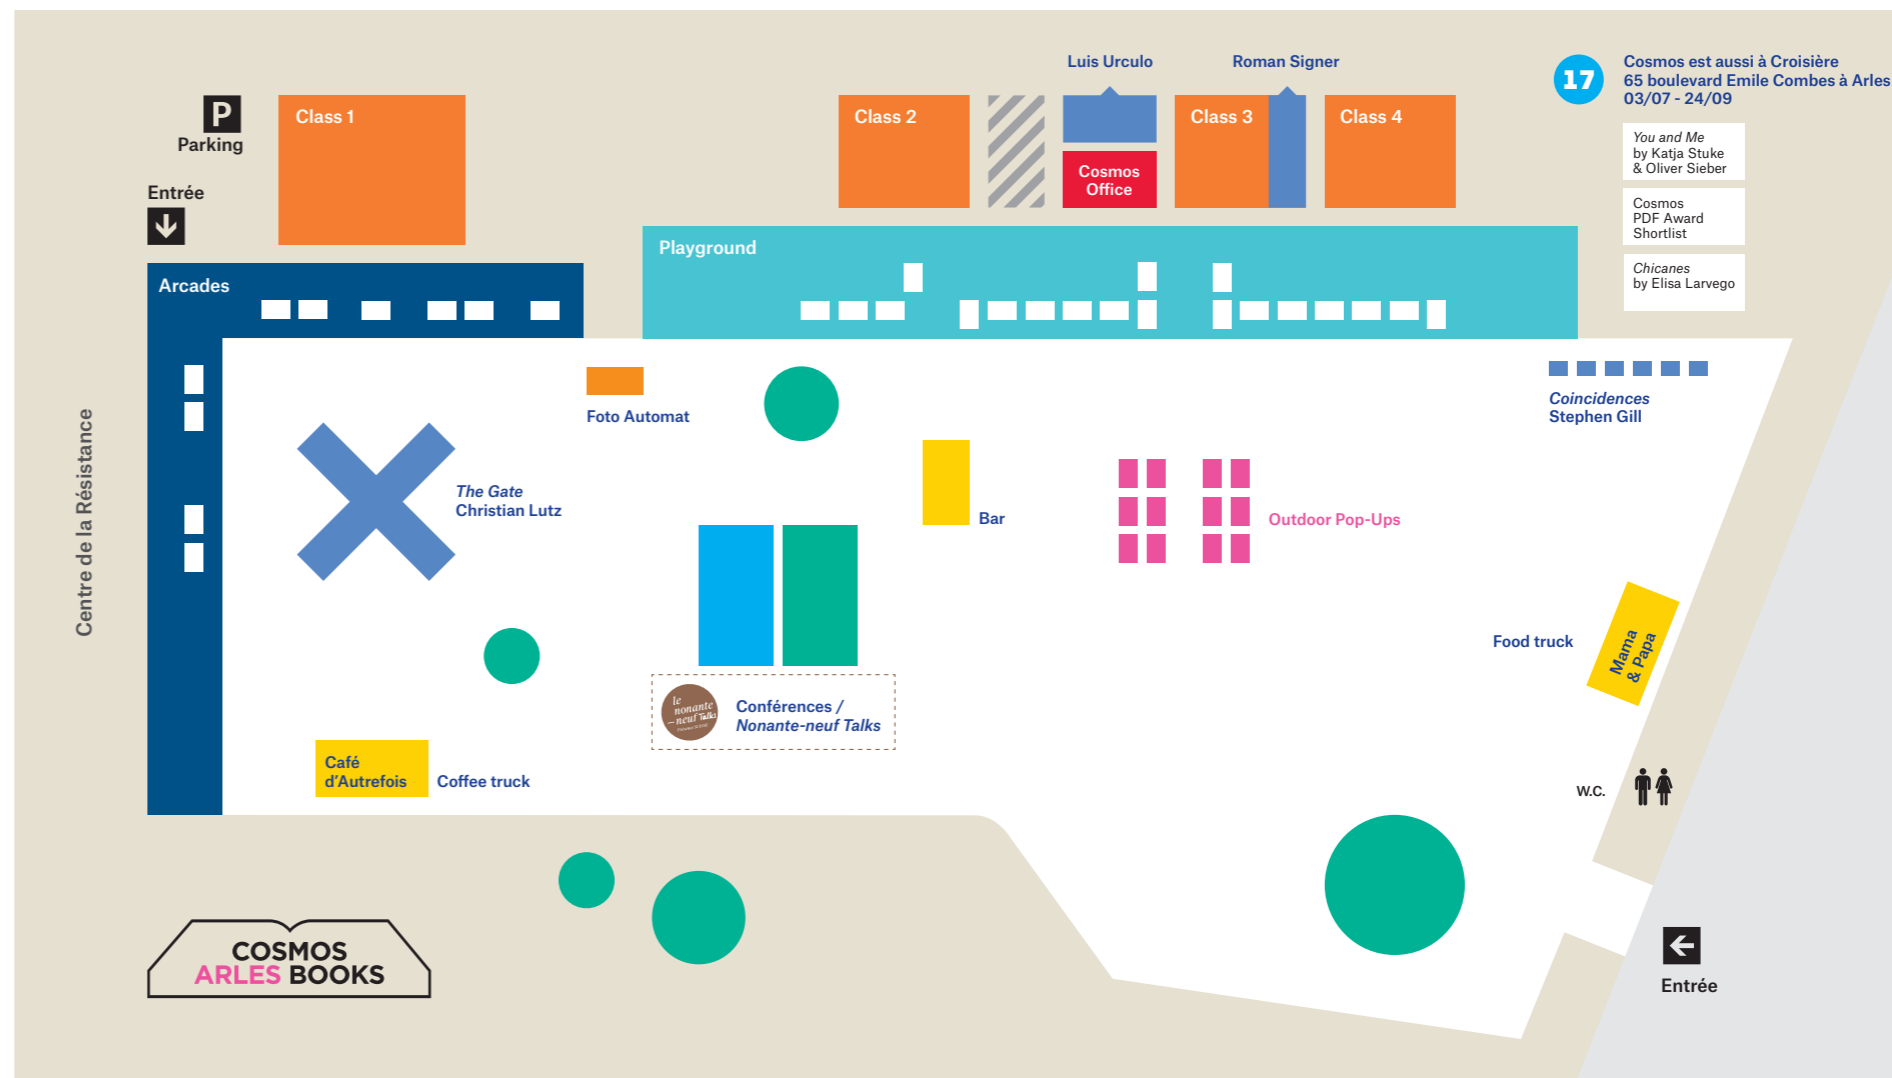 Luis Urculo
Roman Signer
17
Cosmos est aussi à Croisière
65 boulevard Emile Combes à Arles
03/07 - 24/09
P
Parking
Class 1
Class 2
Class 3
Class 4
Cosmos
Office
You and Me
by Katja Stuke
& Oliver Sieber
Cosmos
PDF Award
Shortlist
Chicanes
by Elisa Larvego
Entrée
Playground
Arcades
Centre de la Résistance
Foto Automat
Coincidences
Stephen Gill
The Gate
Christian Lutz
Bar
Outdoor Pop-Ups
Food truck
Mama
& Papa
le
nonante
—neuf Talks
Conférences /
Nonante-neuf Talks
Café
d'Autrefois
Coffee truck
W.C.
COSMOS
ARLES BOOKS
Entrée